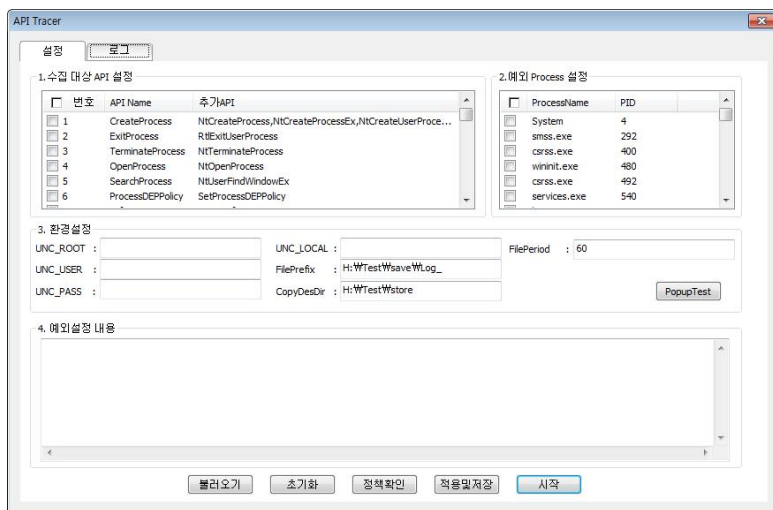 API Tracer
설정 로그
1.수집 대상 API 설정
번호 API Name 추가API
1 CreateProcess NtCreateProcess,NtCreateProcessEx,NtCreateUserProce...
2 ExitProcess RtlExitUserProcess
3 TerminateProcess NtTerminateProcess
4 OpenProcess NtOpenProcess
5 SearchProcess NtUserFindWindowEx
6 ProcessDEPPolicy SetProcessDEPPolicy
2.예외 Process 설정
ProcessName PID
System 4
smss.exe 292
csrss.exe 400
wininit.exe 480
csrss.exe 492
services.exe 540
3. 환경설정
UNC_ROOT : UNC_LOCAL : FilePeriod : 60
UNC_USER : FilePrefix : H:₩Test₩save₩Log_
UNC_PASS : CopyDesDir : H:₩Test₩store PopupTest
4. 예외설정 내용
불러오기 초기화 정책확인 적용및저장 시작